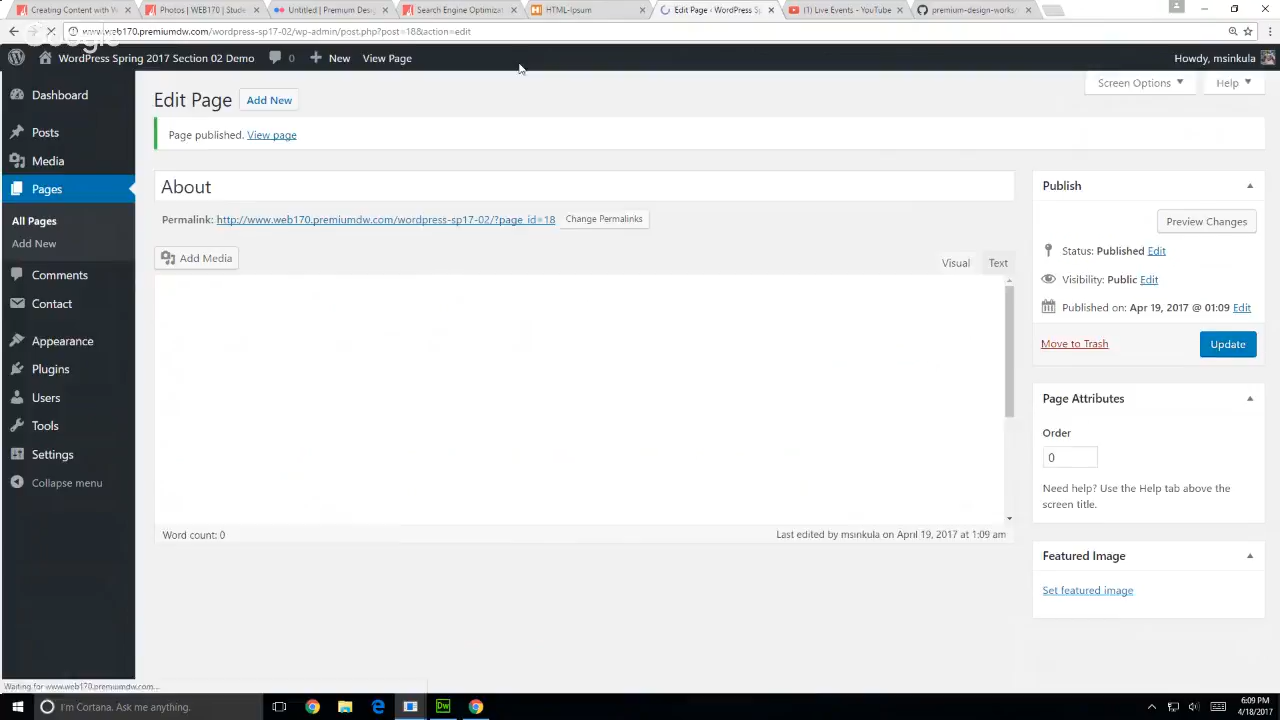 Creating Content with W
Photos | WEB170 | Stude
Untitled | Premium Desi
Search Engine Optimizat
HTML-Ipsum
Edit Page ‹ WordPress Sp
(1) Live Events - YouTube
premium-design-works/
www.web170.premiumdw.com/wordpress-sp17-02/wp-admin/post.php?post=18&action=edit
Google
WordPress Spring 2017 Section 02 Demo
0
New
View Page
Howdy, msinkula
Screen Options
Help
Dashboard
Posts
Media
Pages
All Pages
Add New
Comments
Contact
Appearance
Plugins
Users
Tools
Settings
Collapse menu
Edit Page
Add New
Page published. View page
About
Permalink: http://www.web170.premiumdw.com/wordpress-sp17-02/?page_id=18
Change Permalinks
Add Media
Visual
Text
Word count: 0
Last edited by msinkula on April 19, 2017 at 1:09 am
Publish
Preview Changes
Status: Published Edit
Visibility: Public Edit
Published on: Apr 19, 2017 @ 01:09 Edit
Move to Trash
Update
Page Attributes
Order
0
Need help? Use the Help tab above the
screen title.
Featured Image
Set featured image
Waiting for www.web170.premiumdw.com...
I'm Cortana. Ask me anything.
Dw
6:09 PM
4/18/2017